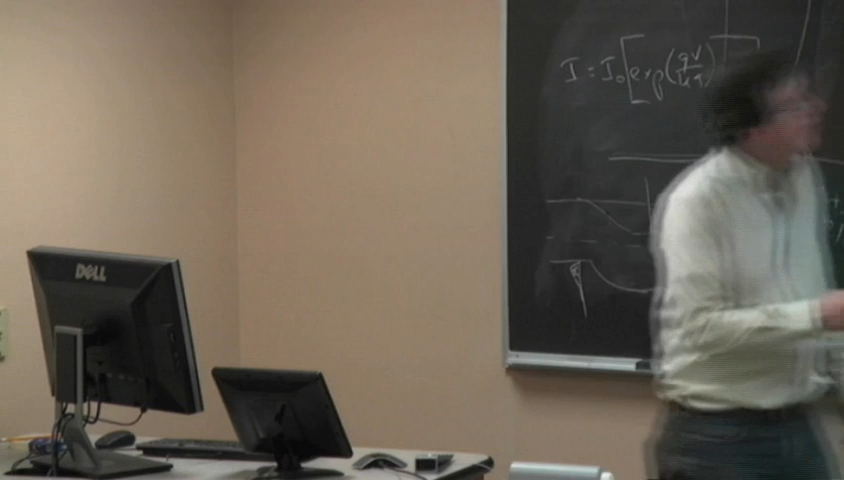 I = I₀[exp(qV/kT)
DELL